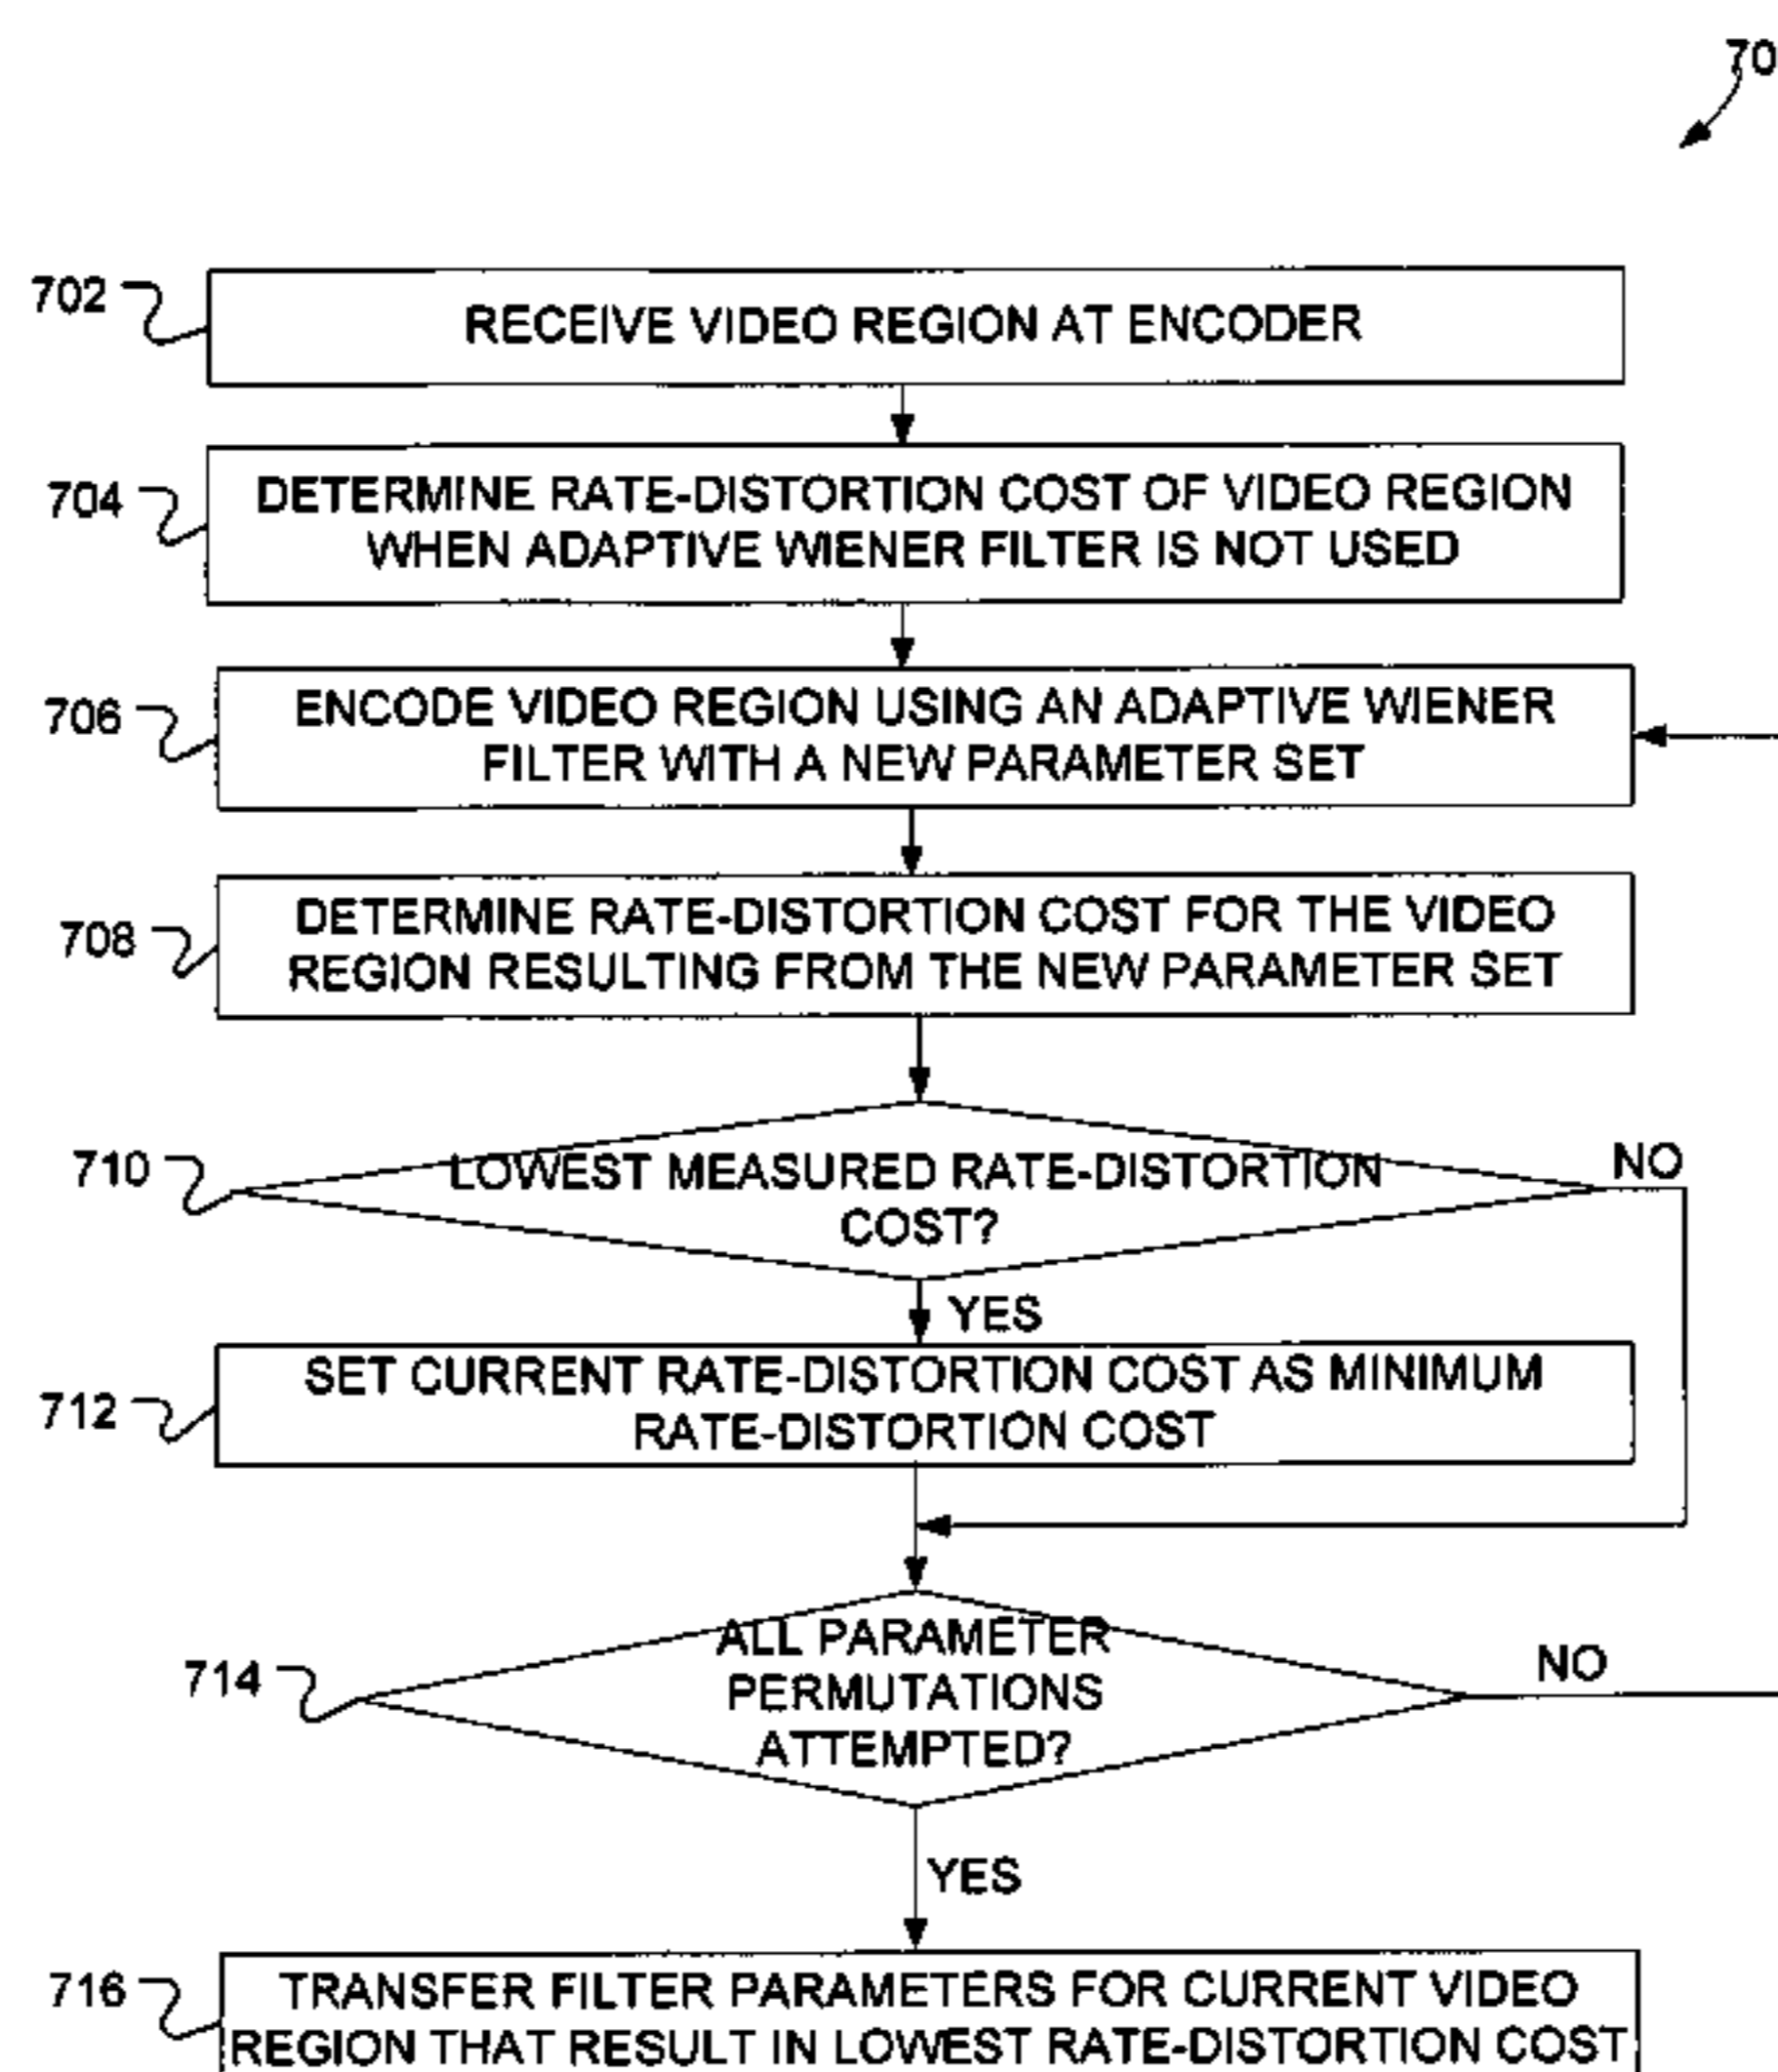 70
702
RECEIVE VIDEO REGION AT ENCODER
704
DETERMINE RATE-DISTORTION COST OF VIDEO REGION
WHEN ADAPTIVE WIENER FILTER IS NOT USED
706
ENCODE VIDEO REGION USING AN ADAPTIVE WIENER
FILTER WITH A NEW PARAMETER SET
708
DETERMINE RATE-DISTORTION COST FOR THE VIDEO
REGION RESULTING FROM THE NEW PARAMETER SET
710
LOWEST MEASURED RATE-DISTORTION
COST?
NO
YES
712
SET CURRENT RATE-DISTORTION COST AS MINIMUM
RATE-DISTORTION COST
714
ALL PARAMETER
PERMUTATIONS
ATTEMPTED?
NO
YES
716
TRANSFER FILTER PARAMETERS FOR CURRENT VIDEO
REGION THAT RESULT IN LOWEST RATE-DISTORTION COST